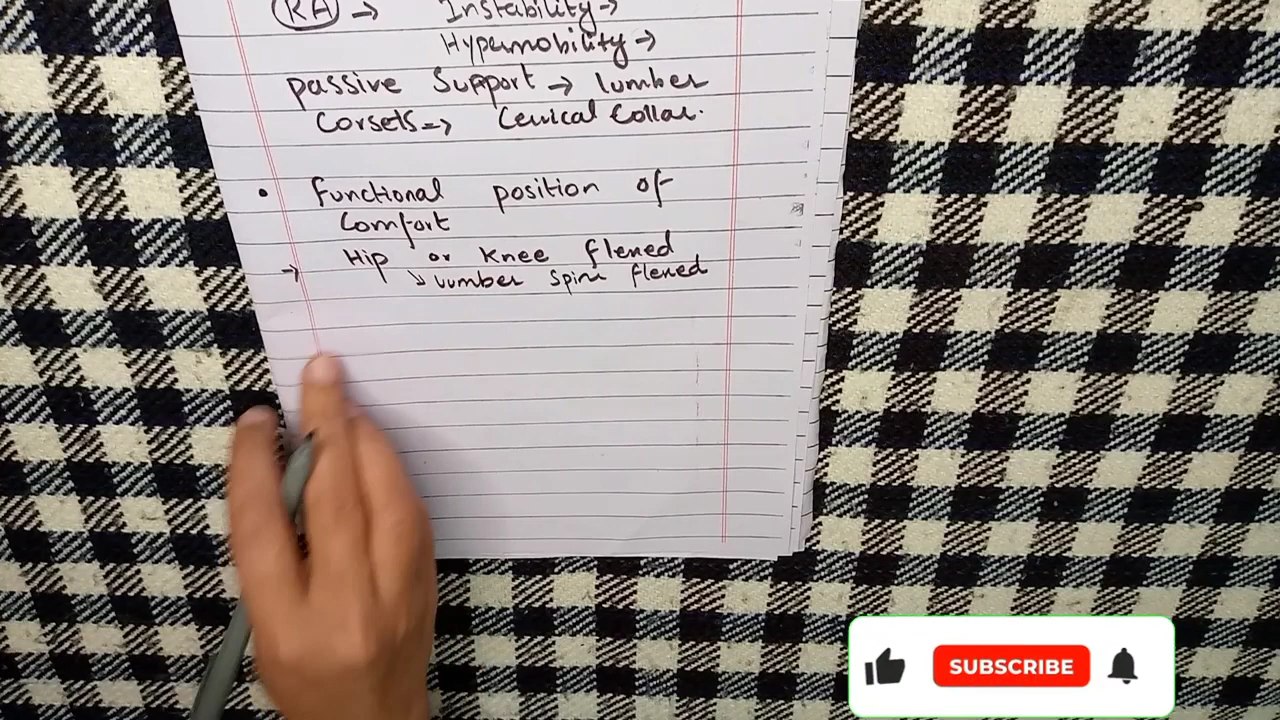 (RA) → Instability →
Hypermobility →
passive Support → lumber
Corsets => Cervical Collar.
• functional position of
Comfort
→ Hip or Knee flexed
↘ lumber spine flexed
SUBSCRIBE